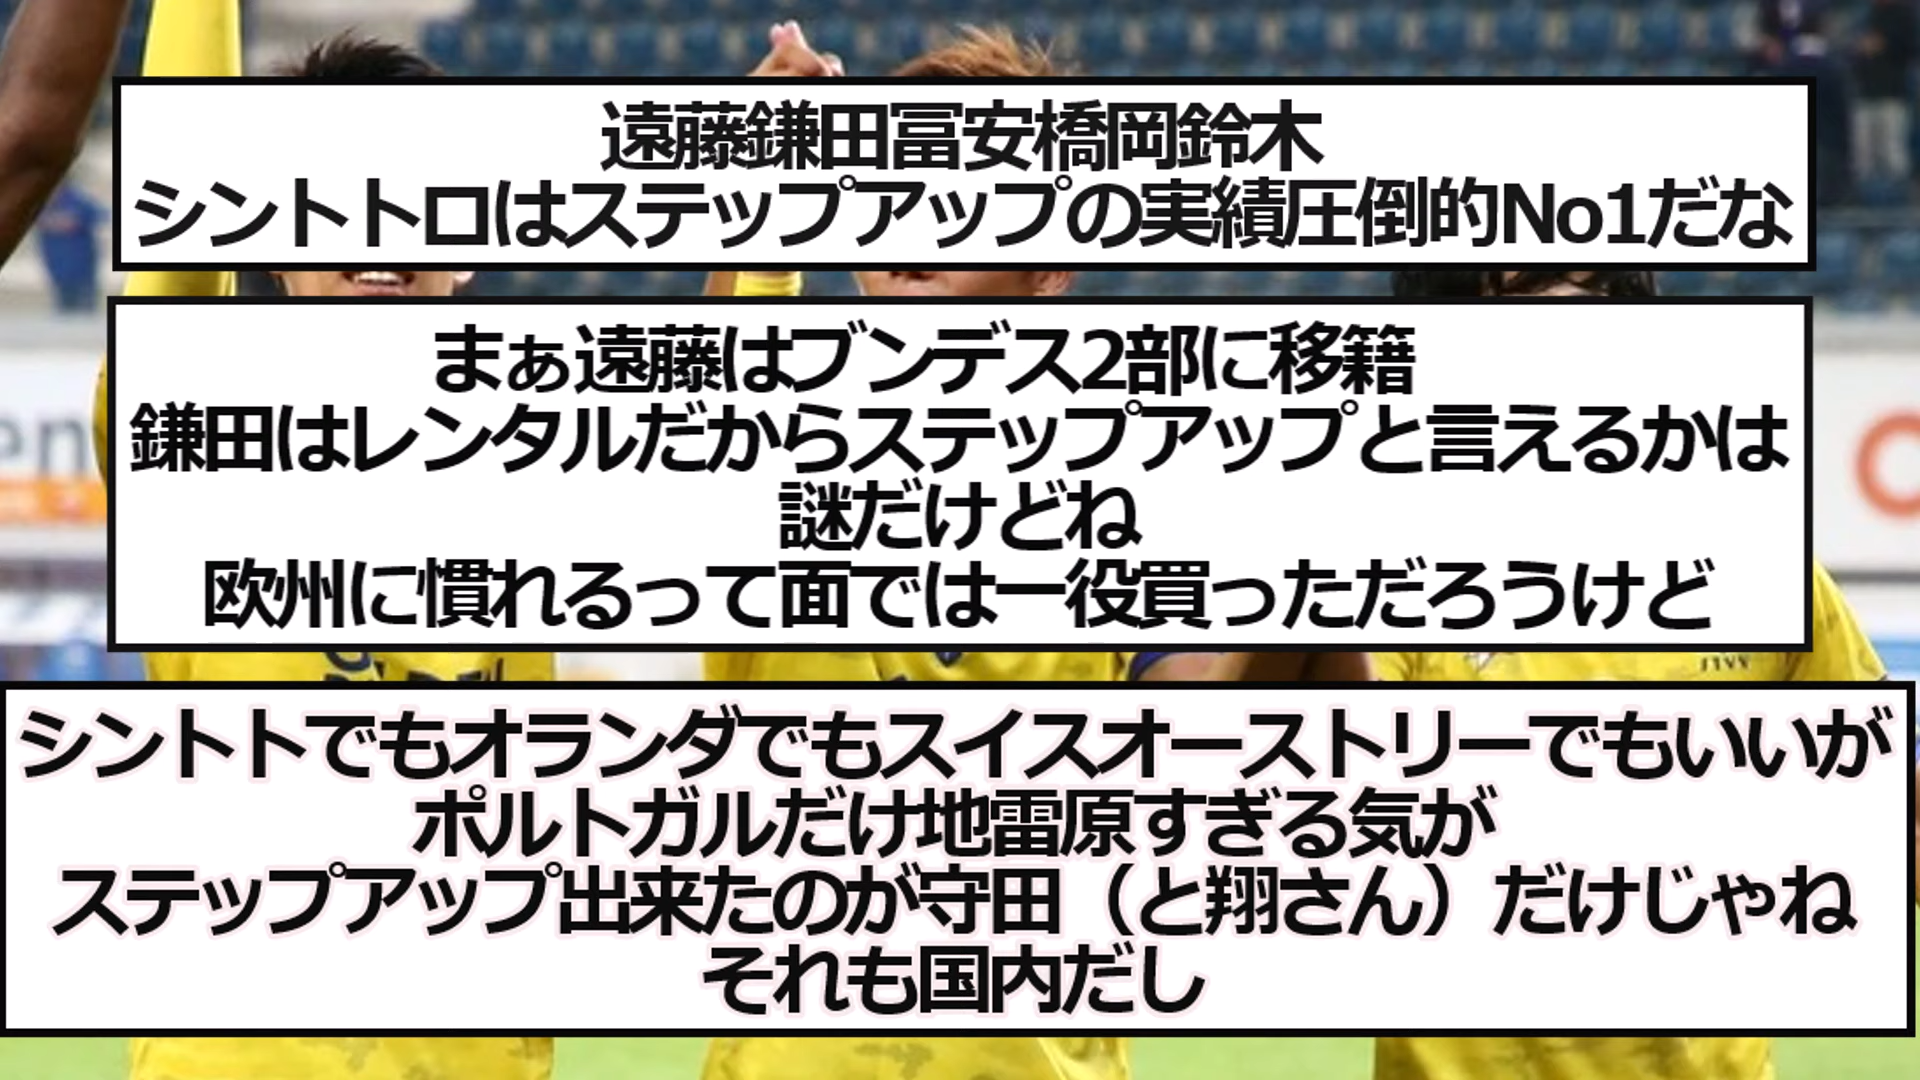 遠藤鎌田冨安橋岡鈴木
シントトロはステップアップの実績圧倒的No1だな
まぁ遠藤はブンデス2部に移籍
鎌田はレンタルだからステップアップと言えるかは
謎だけどね
欧州に慣れるって面では一役買っただろうけど
シントトでもオランダでもスイスオーストリーでもいいが
ポルトガルだけ地雷原すぎる気が
ステップアップ出来たのが守田（と翔さん）だけじゃね
それも国内だし
en